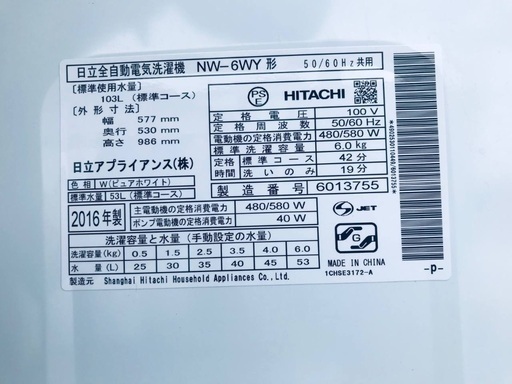 日立全自動電気洗濯機 NW-6WY 形 50/60Hz共用
[標準使用水量]
103L (標準コース)
[外形寸法]
幅 577 mm
奥行 530 mm
高さ 986 mm
日立アプライアンス(株)
色相 W(ピュアホワイト)
標準水量 53L (標準コース)
PS
E
HITACHI
定格電圧 100 V
定格周波数 50/60 Hz
電動機の定格消費電力 480/580 W
標準洗濯容量 6.0 kg
定格時間 標準コース 42分
洗いのみ 19分
製造番号 6013755
2016年製
主電動機の定格消費電力 480/580 W
ポンプ電動機の定格消費電力 40 W
洗濯容量と水量 (手動設定の水量)
洗濯容量(kg) 0.5 1.5 2.5 3.5 4.0 6.0
水量(L) 25 30 35 40 45 53
製造元 Shanghai Hitachi Household Appliances Co., Ltd.
JET
MADE IN CHINA
1CHSE3172-A
-p-